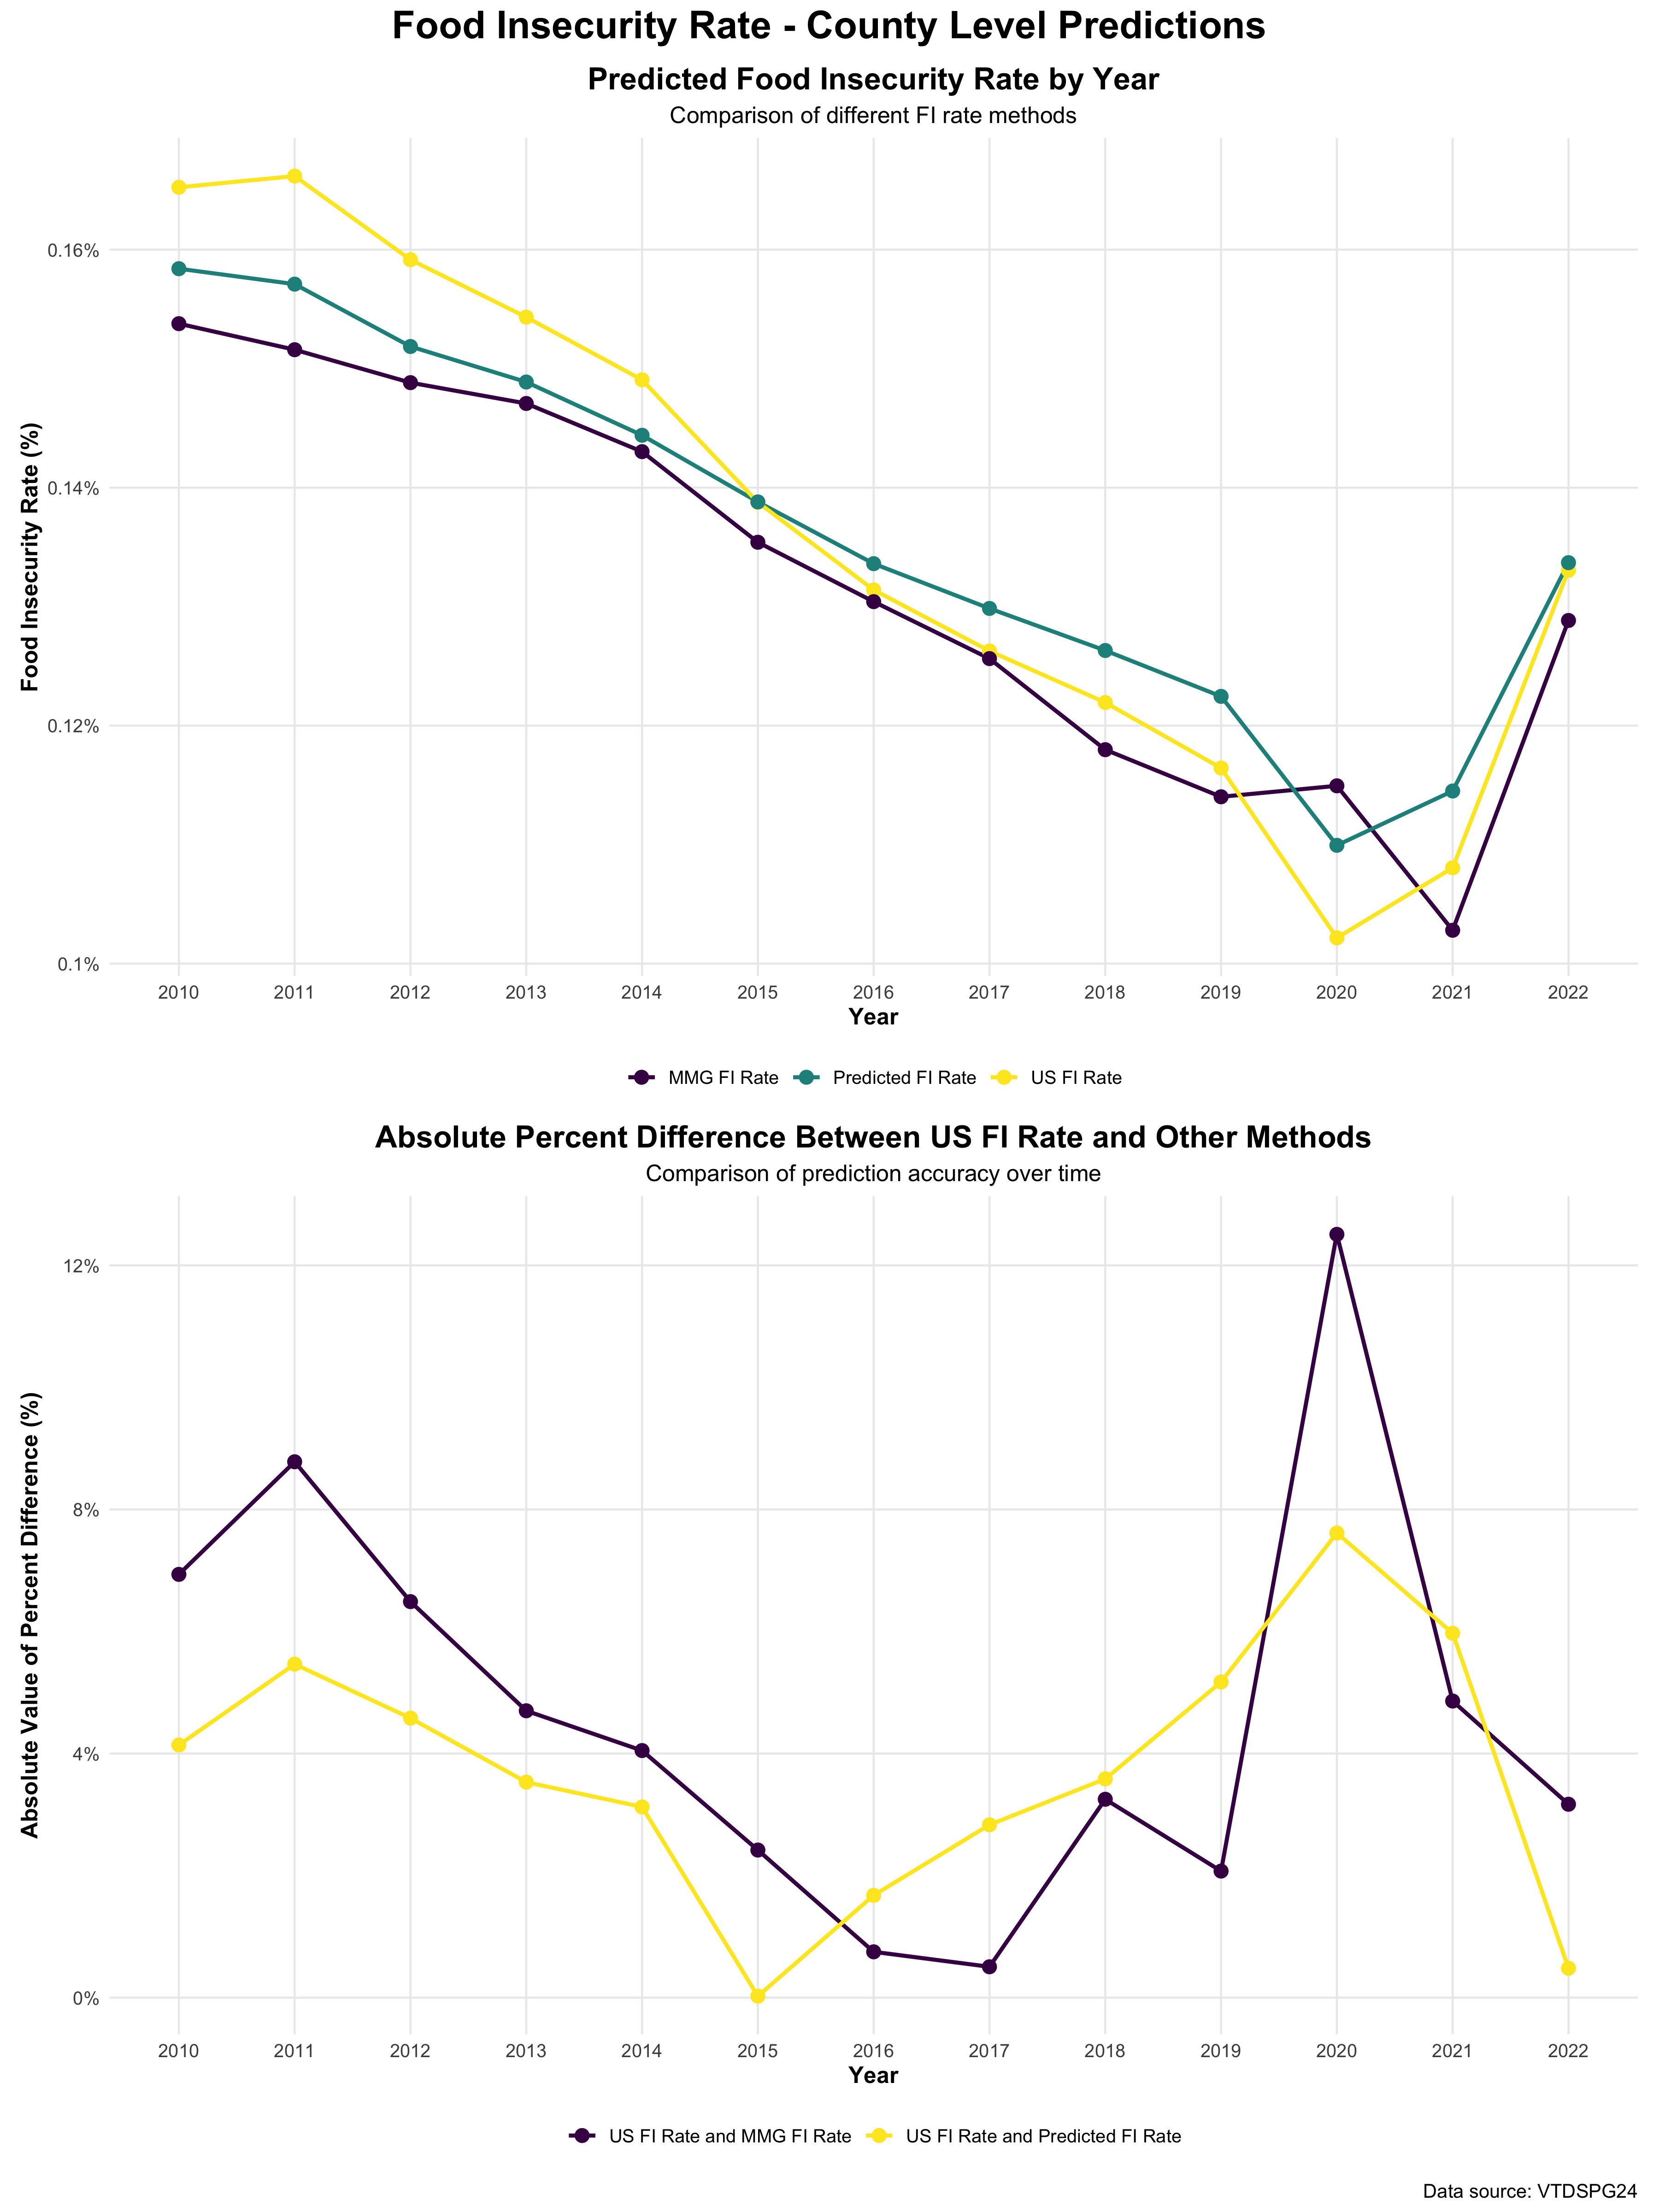 Food Insecurity Rate - County Level Predictions
Predicted Food Insecurity Rate by Year
Comparison of different FI rate methods
Food Insecurity Rate (%)
0.16%
0.14%
0.12%
0.1%
2010 2011 2012 2013 2014 2015 2016 2017 2018 2019 2020 2021 2022
Year
MMG FI Rate Predicted FI Rate US FI Rate
Absolute Percent Difference Between US FI Rate and Other Methods
Comparison of prediction accuracy over time
Absolute Value of Percent Difference (%)
12%
8%
4%
0%
2010 2011 2012 2013 2014 2015 2016 2017 2018 2019 2020 2021 2022
Year
US FI Rate and MMG FI Rate US FI Rate and Predicted FI Rate
Data source: VTDSPG24